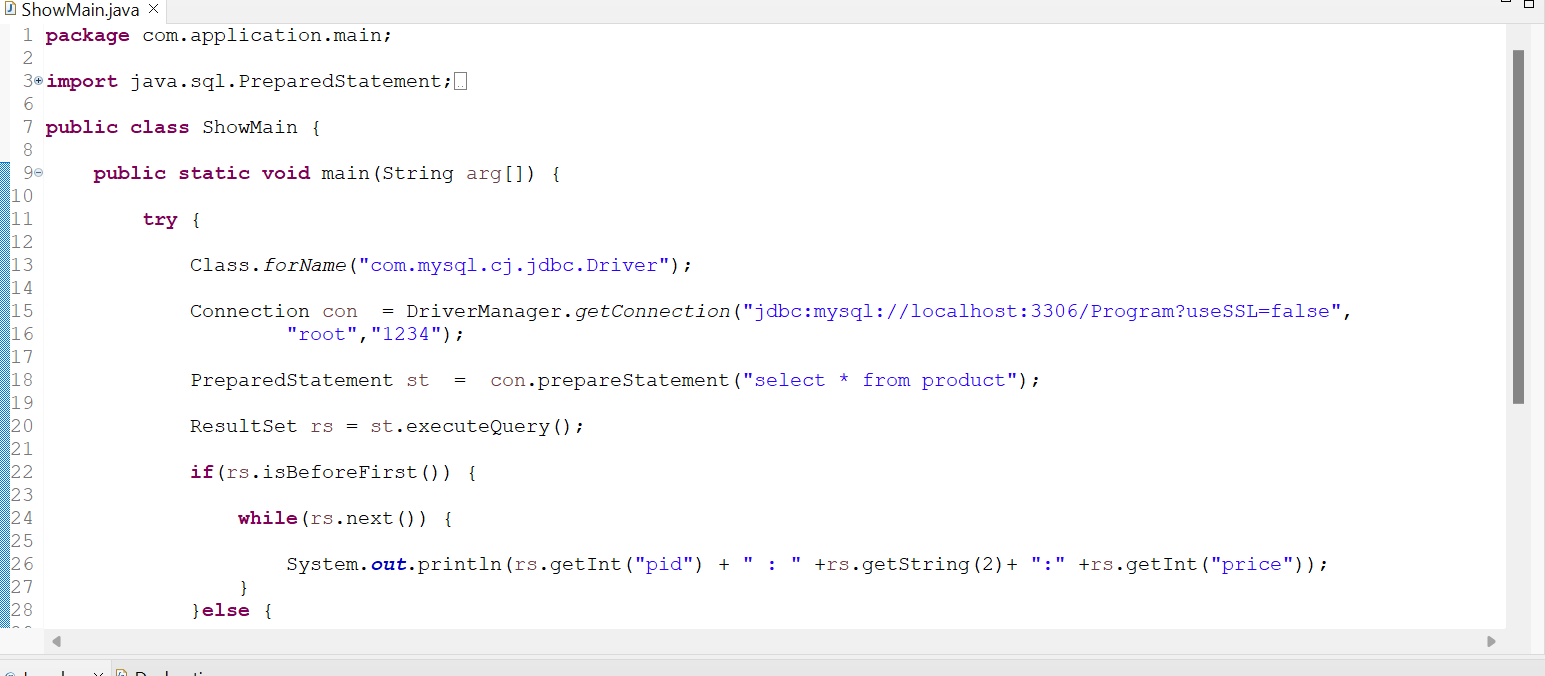 ShowMain.java
1 package com.application.main;
2
3 import java.sql.PreparedStatement;
6
7 public class ShowMain {
8
9 public static void main(String arg[]) {
10
11 try {
12
13 Class.forName("com.mysql.cj.jdbc.Driver");
14
15 Connection con  = DriverManager.getConnection("jdbc:mysql://localhost:3306/Program?useSSL=false",
16 "root","1234");
17
18 PreparedStatement st  =  con.prepareStatement("select * from product");
19
20 ResultSet rs = st.executeQuery();
21
22 if(rs.isBeforeFirst()) {
23
24 while(rs.next()) {
25
26 System.out.println(rs.getInt("pid") + " : " +rs.getString(2)+ ":" +rs.getInt("price"));
27 }
28 }else {